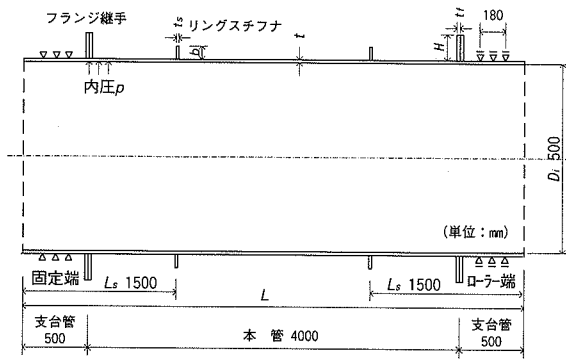 フランジ継手
ts
リングスチフナ
b
t
H
tf
180
内圧p
Di 500
(単位：mm)
固定端
Ls 1500
Ls 1500
ローラー端
L
支台管
500
本 管 4000
支台管
500